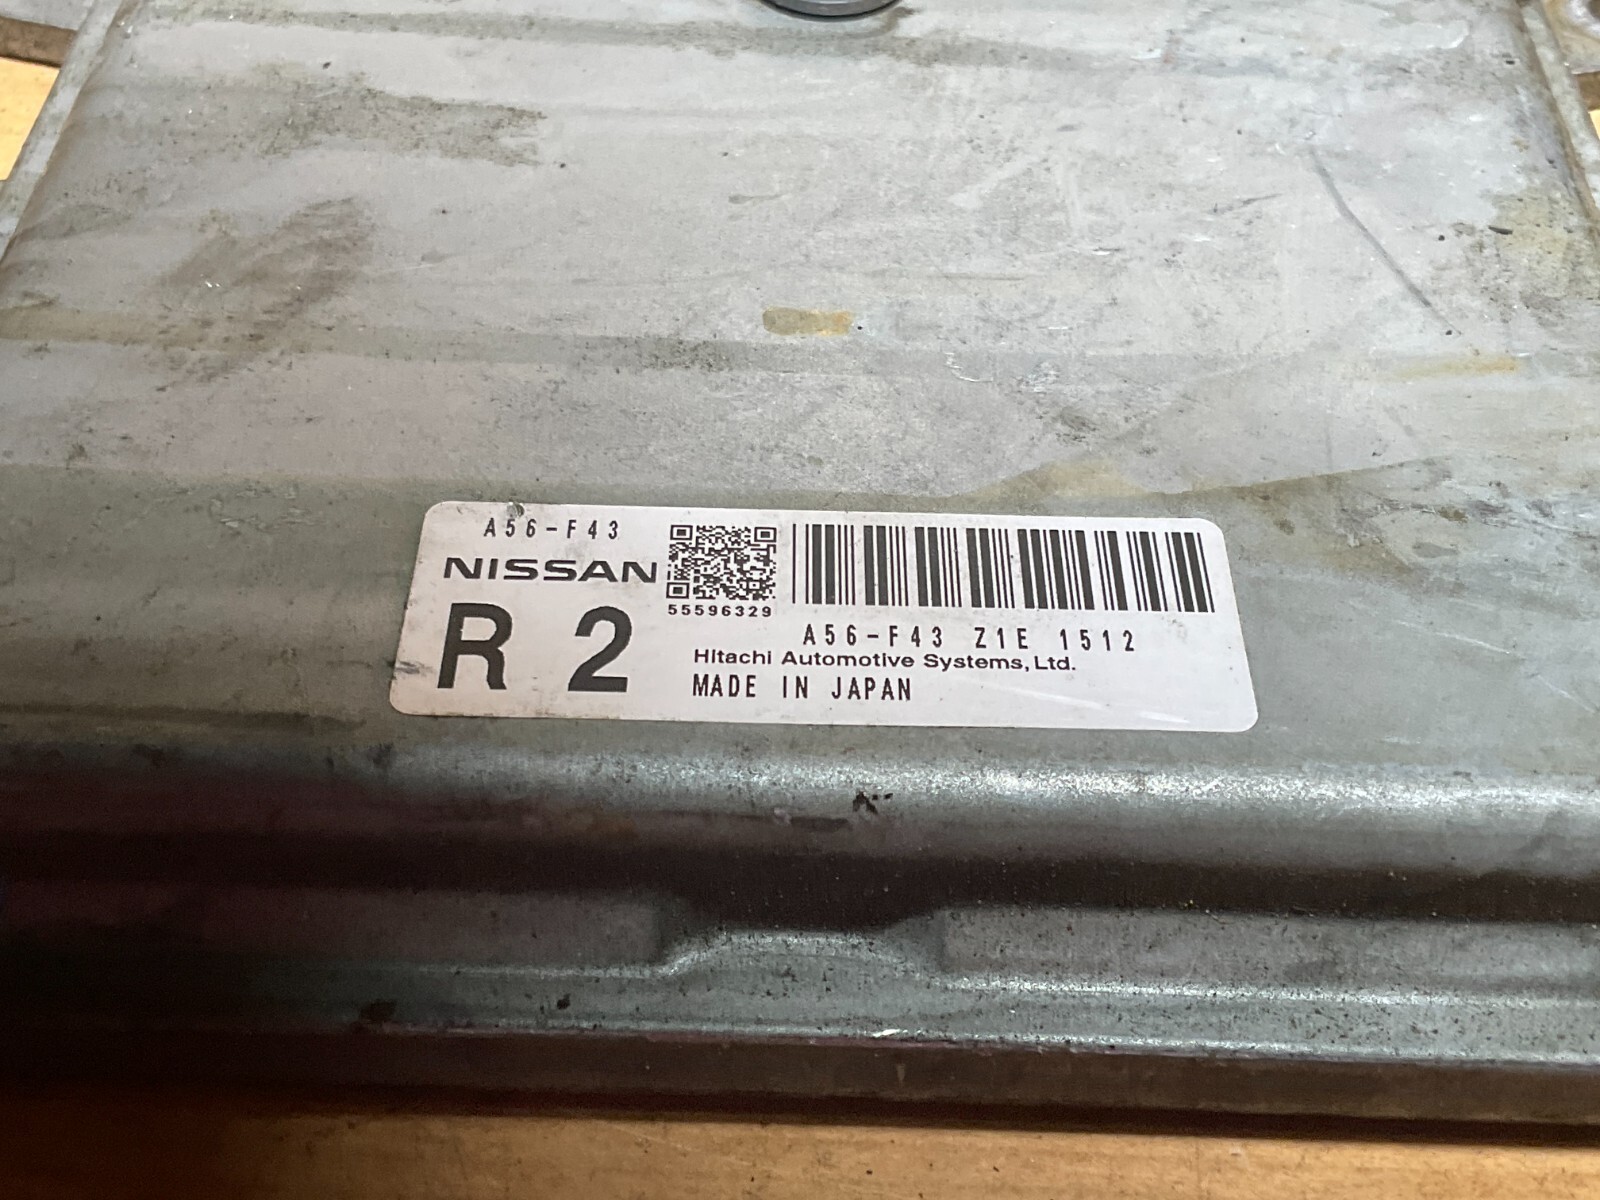 A56-F43
NISSAN
R 2
55596329
A56-F43 Z1E 1512
Hitachi Automotive Systems, Ltd.
MADE IN JAPAN